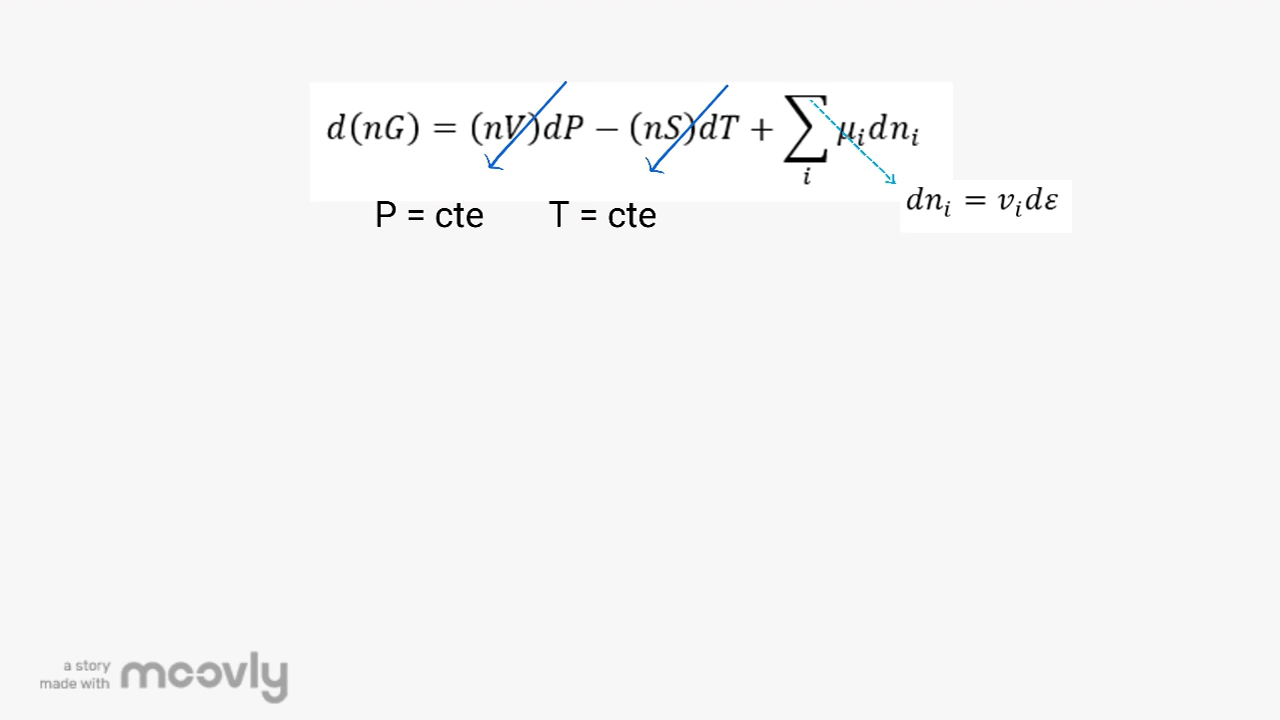 d(nG) = (nV)dP − (nS)dT + ∑ᵢ μᵢdnᵢ
dnᵢ = vᵢdε
P = cte T = cte
a story
made with moovly